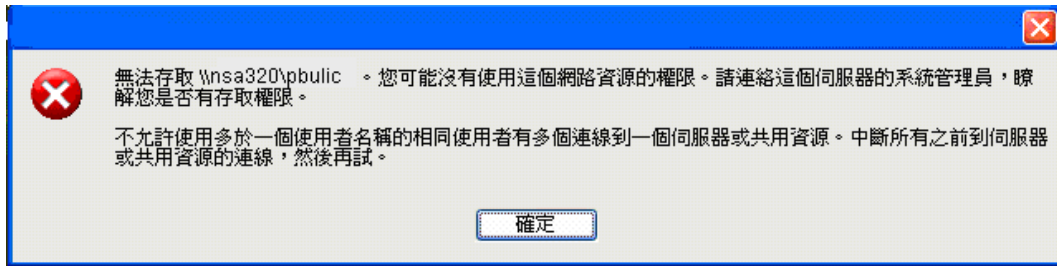 無法存取 \\nsa320\pbulic 。您可能沒有使用這個網路資源的權限。請連絡這個伺服器的系統管理員，瞭
解您是否有存取權限。
不允許使用多於一個使用者名稱的相同使用者有多個連線到一個伺服器或共用資源。中斷所有之前到伺服器
或共用資源的連線，然後再試。
確定